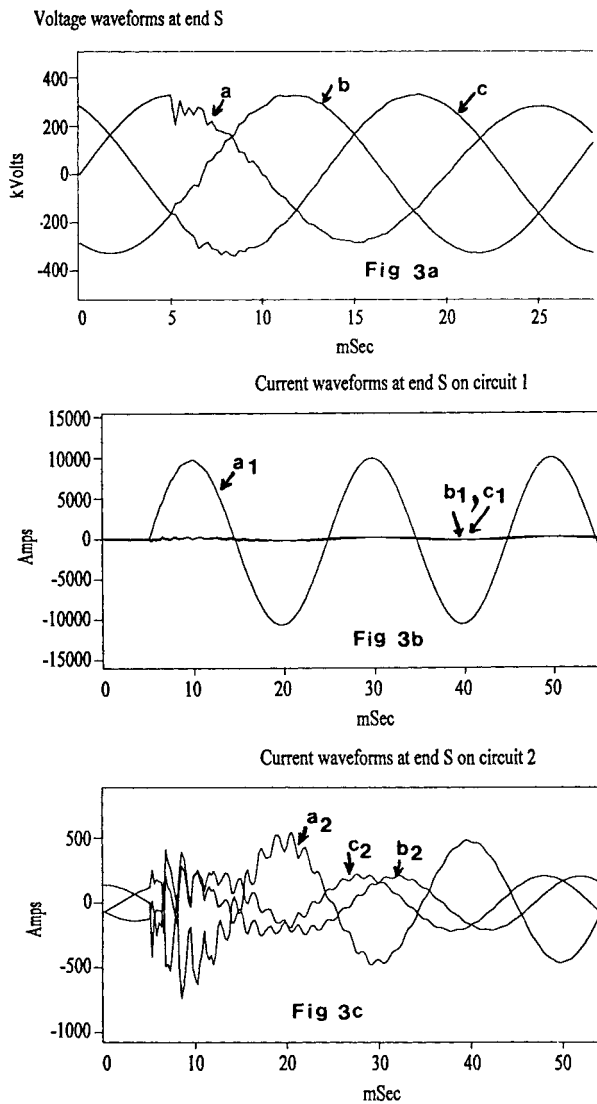 Voltage waveforms at end S
400
200
0
-200
-400
kVolts
a
b
c
Fig 3a
0
5
10
15
20
25
mSec
Current waveforms at end S on circuit 1
15000
10000
5000
0
-5000
-10000
-15000
Amps
a1
b1,c1
Fig 3b
0
10
20
30
40
50
mSec
Current waveforms at end S on circuit 2
500
0
-500
-1000
Amps
a2
c2
b2
Fig 3c
0
10
20
30
40
50
mSec